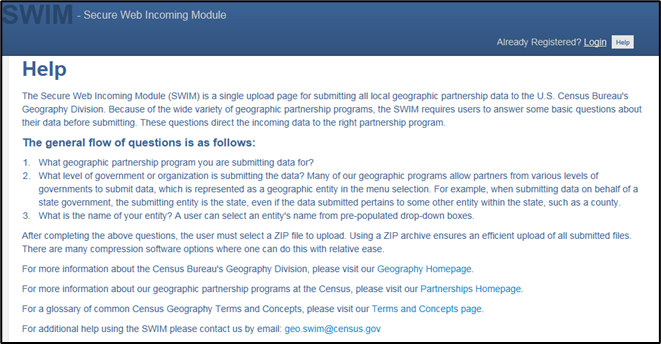 SWIM - Secure Web Incoming Module
Already Registered? Login Help
Help
The Secure Web Incoming Module (SWIM) is a single upload page for submitting all local geographic partnership data to the U.S. Census Bureau's
Geography Division. Because of the wide variety of geographic partnership programs, the SWIM requires users to answer some basic questions about
their data before submitting. These questions direct the incoming data to the right partnership program.
The general flow of questions is as follows:
1. What geographic partnership program you are submitting data for?
2. What level of government or organization is submitting the data? Many of our geographic programs allow partners from various levels of
governments to submit data, which is represented as a geographic entity in the menu selection. For example, when submitting data on behalf of a
state government, the submitting entity is the state, even if the data submitted pertains to some other entity within the state, such as a county.
3. What is the name of your entity? A user can select an entity's name from pre-populated drop-down boxes.
After completing the above questions, the user must select a ZIP file to upload. Using a ZIP archive ensures an efficient upload of all submitted files.
There are many compression software options where one can do this with relative ease.
For more information about the Census Bureau's Geography Division, please visit our Geography Homepage.
For more information about our geographic partnership programs at the Census, please visit our Partnerships Homepage.
For a glossary of common Census Geography Terms and Concepts, please visit our Terms and Concepts page.
For additional help using the SWIM please contact us by email: geo.swim@census.gov